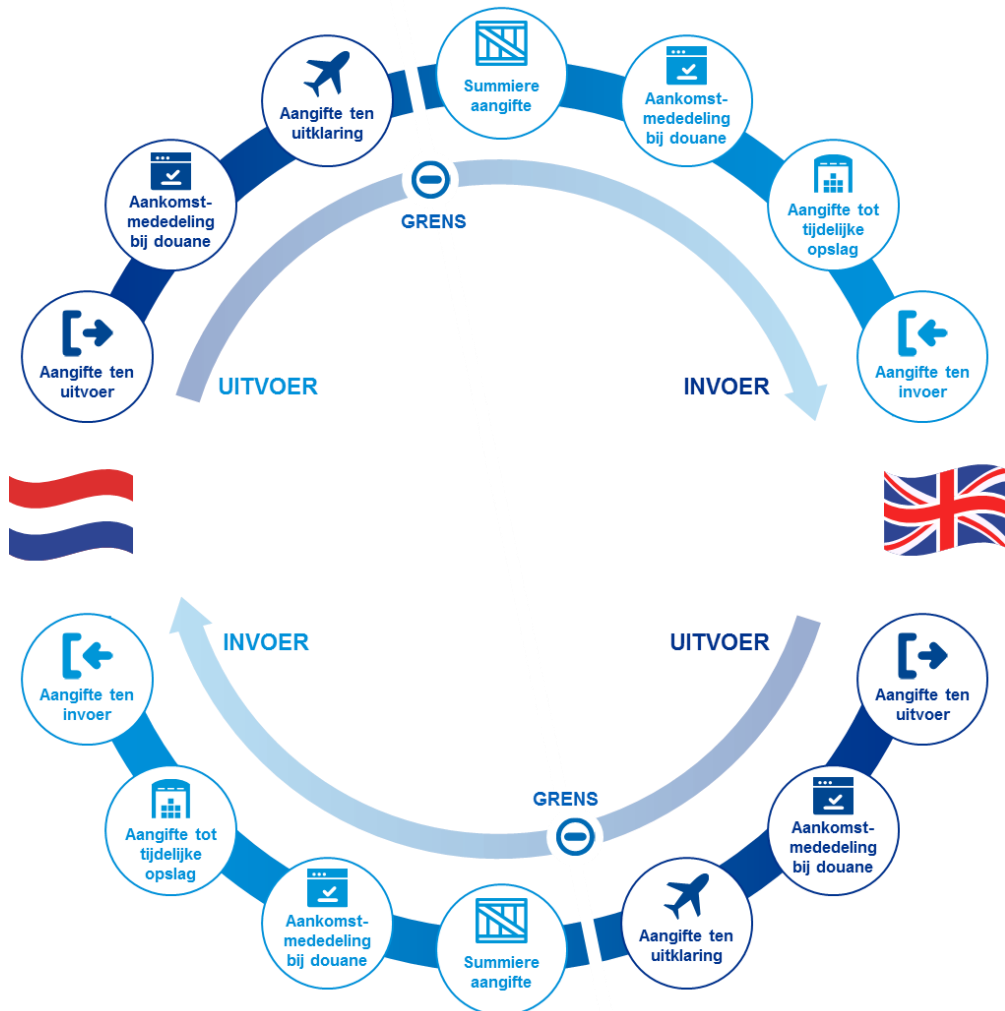 Summiere
aangifte
Aangifte ten
uitklaring
Aankomst-
mededeling
bij douane
Aankomst-
mededeling
bij douane
Aangifte tot
tijdelijke
opslag
GRENS
Aangifte ten
uitvoer
Aangifte ten
invoer
UITVOER
INVOER
INVOER
UITVOER
Aangifte ten
invoer
Aangifte ten
uitvoer
GRENS
Aangifte tot
tijdelijke
opslag
Aankomst-
mededeling
bij douane
Aankomst-
mededeling
bij douane
Aangifte ten
uitklaring
Summiere
aangifte